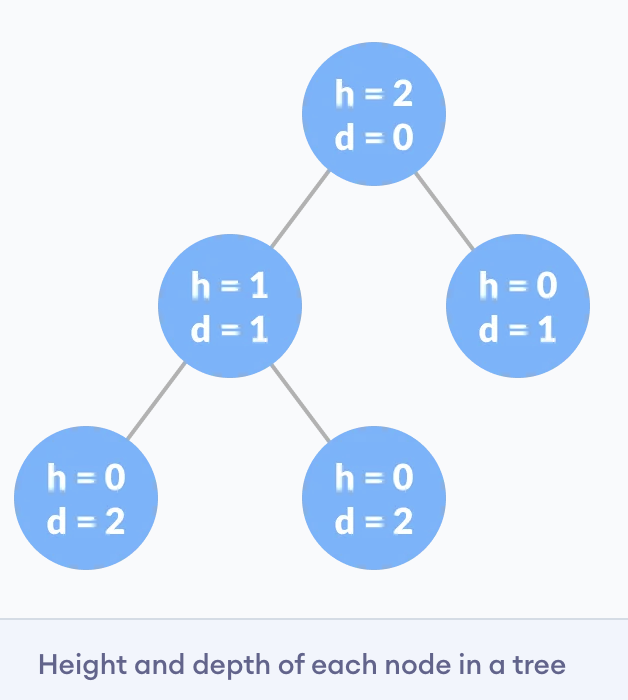 h = 2
d = 0
h = 1
d = 1
h = 0
d = 1
h = 0
d = 2
h = 0
d = 2
Height and depth of each node in a tree